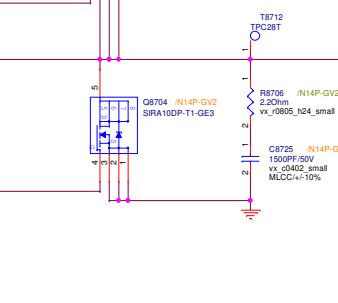 T8712
TPC28T
1
5
Q8704 /N14P-GV2
SIRA10DP-T1-GE3
4
3
2
1
1
R8706 /N14P-GV2
2.2Ohm
vx_r0805_h24_small
2
1
C8725 /N14P-G
1500PF/50V
vx_c0402_small
MLCC/+/-10%
2